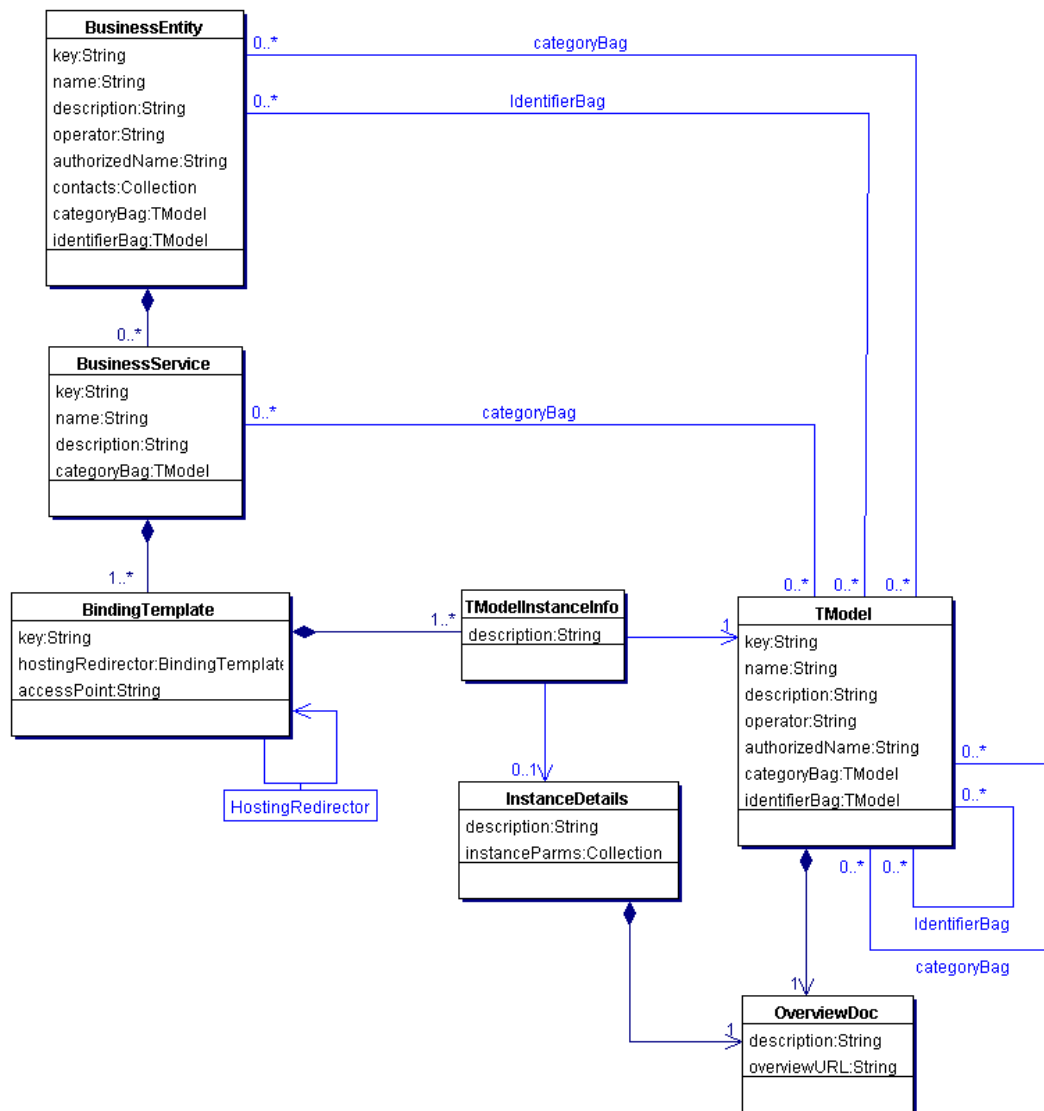 BusinessEntity
key:String
name:String
description:String
operator:String
authorizedName:String
contacts:Collection
categoryBag:TModel
identifierBag:TModel
0..*
categoryBag
0..*
IdentifierBag
0..*
BusinessService
key:String
name:String
description:String
categoryBag:TModel
0..*
categoryBag
1..*
0..*
0..*
0..*
BindingTemplate
key:String
hostingRedirector:BindingTemplate
accessPoint:String
HostingRedirector
1..*
TModelInstanceInfo
description:String
1
0..1
InstanceDetails
description:String
instanceParms:Collection
TModel
key:String
name:String
description:String
operator:String
authorizedName:String
categoryBag:TModel
identifierBag:TModel
0..*
0..*
0..*
0..*
IdentifierBag
categoryBag
1
1
OverviewDoc
description:String
overviewURL:String